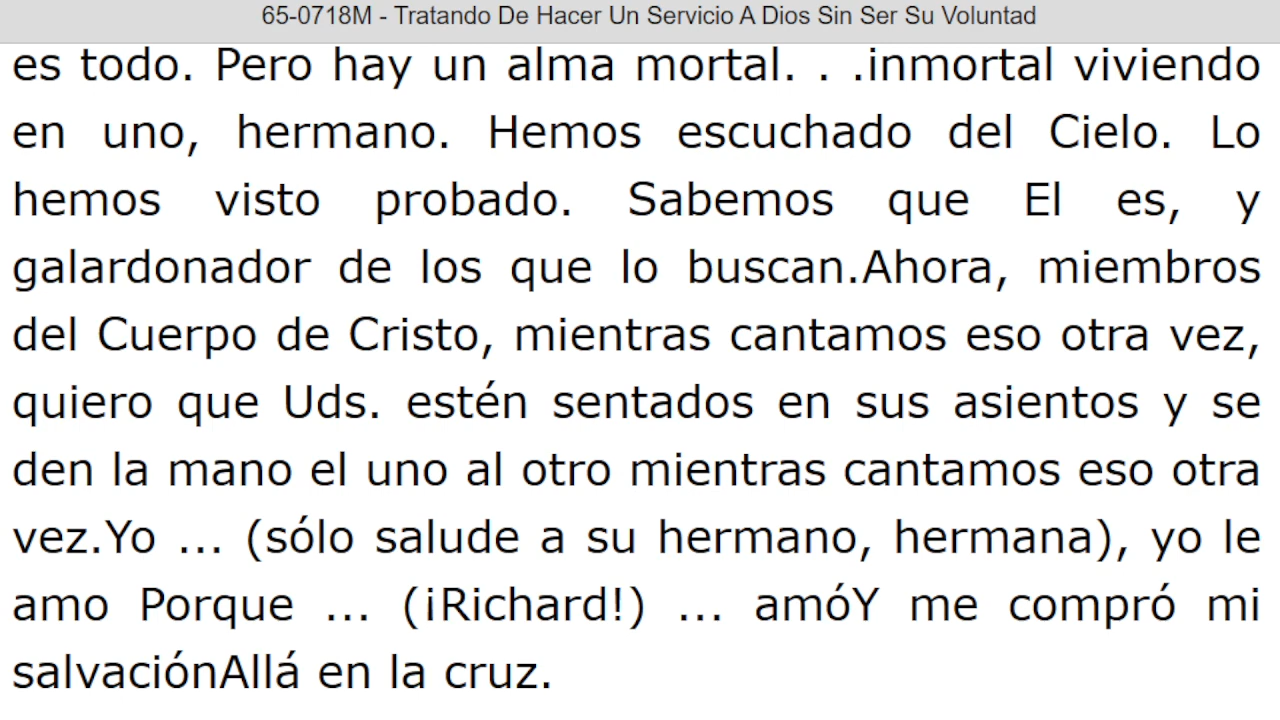 65-0718M - Tratando De Hacer Un Servicio A Dios Sin Ser Su Voluntad
es todo. Pero hay un alma mortal. . .inmortal viviendo
en uno, hermano. Hemos escuchado del Cielo. Lo
hemos visto probado. Sabemos que El es, y
galardonador de los que lo buscan.Ahora, miembros
del Cuerpo de Cristo, mientras cantamos eso otra vez,
quiero que Uds. estén sentados en sus asientos y se
den la mano el uno al otro mientras cantamos eso otra
vez.Yo ... (sólo salude a su hermano, hermana), yo le
amo Porque ... (¡Richard!) ... amóY me compró mi
salvaciónAllá en la cruz.